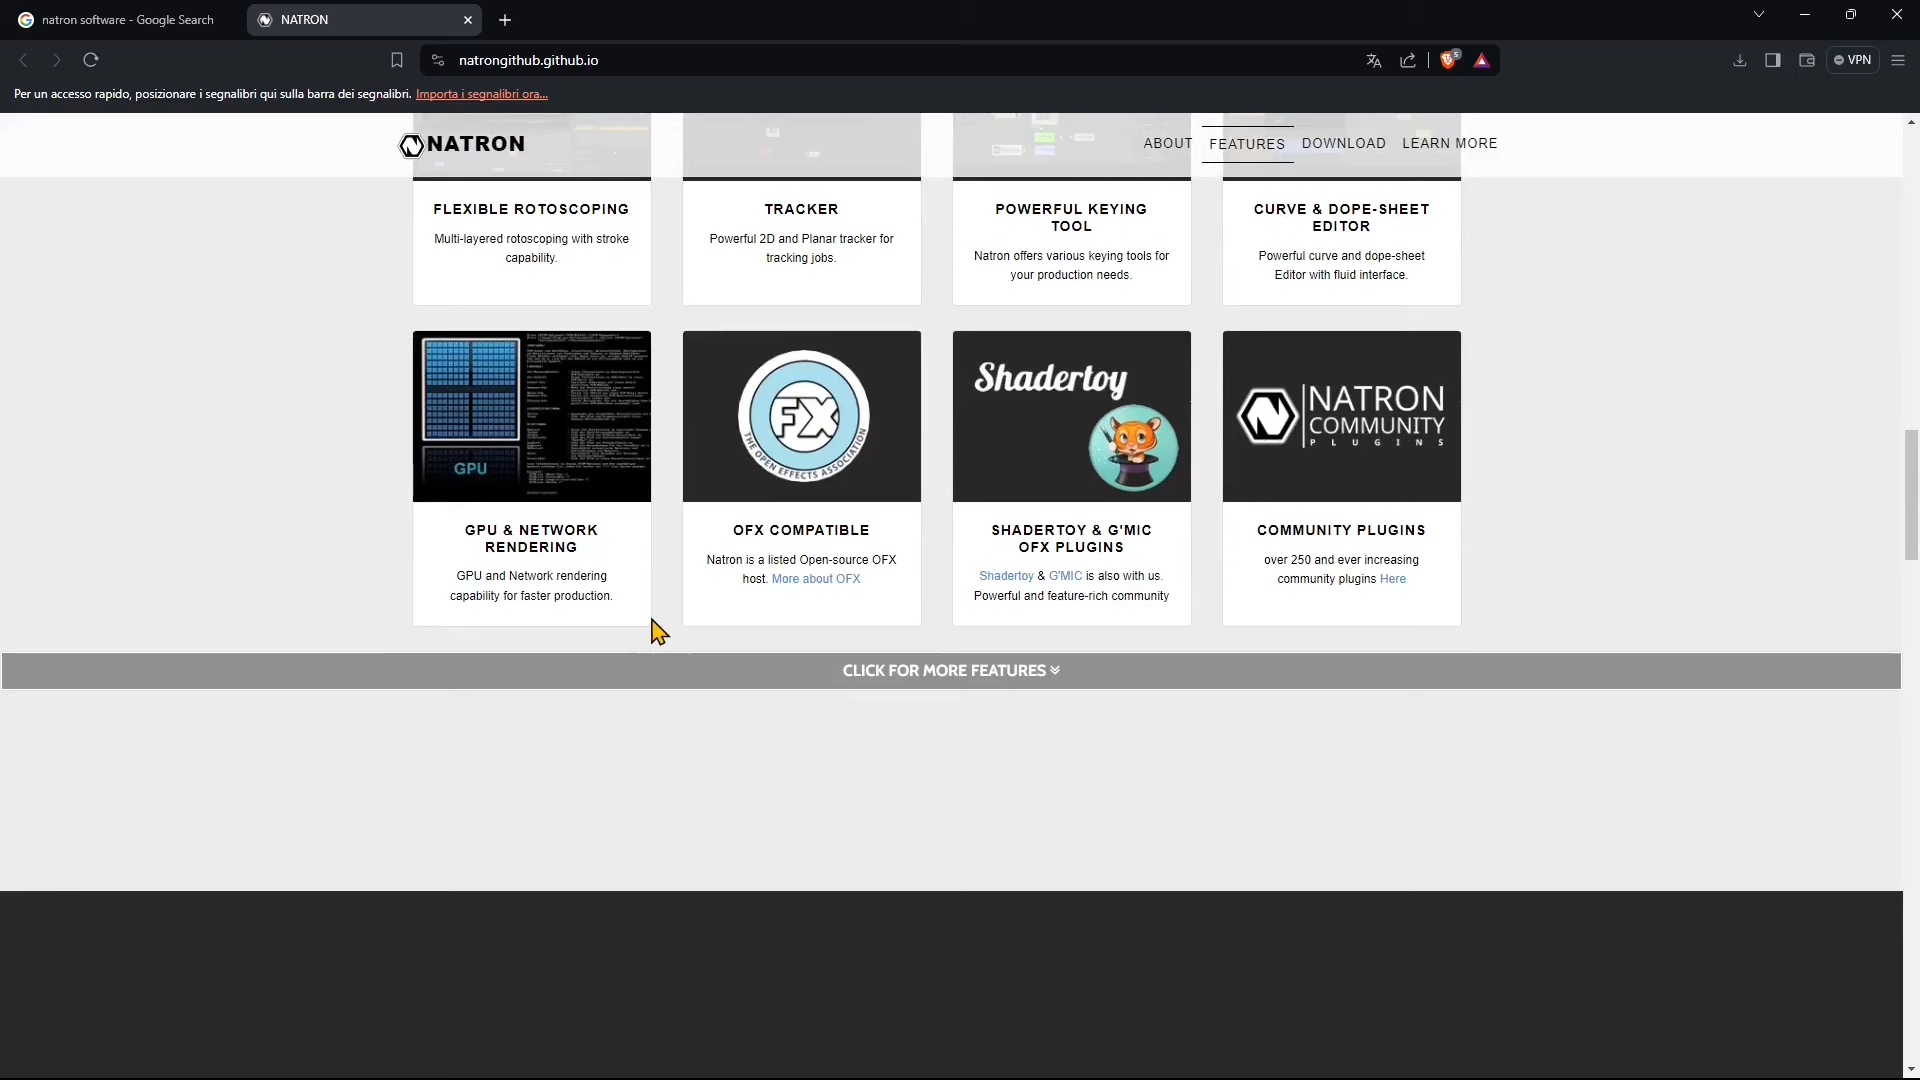 natron software - Google Search
NATRON
natrongithub.github.io
5
VPN
Per un accesso rapido, posizionare i segnalibri qui sulla barra dei segnalibri. Importa i segnalibri ora...
NATRON
ABOUT FEATURES DOWNLOAD LEARN MORE
FLEXIBLE ROTOSCOPING
Multi-layered rotoscoping with stroke
capability.
TRACKER
Powerful 2D and Planar tracker for
tracking jobs.
POWERFUL KEYING
TOOL
Natron offers various keying tools for
your production needs.
CURVE & DOPE-SHEET
EDITOR
Powerful curve and dope-sheet
Editor with fluid interface.
GPU
GPU & NETWORK
RENDERING
GPU and Network rendering
capability for faster production.
FX
THE OPEN EFFECTS ASSOCIATION
OFX COMPATIBLE
Natron is a listed Open-source OFX
host. More about OFX
Shadertoy
SHADERTOY & G'MIC
OFX PLUGINS
Shadertoy & G'MIC is also with us.
Powerful and feature-rich community
NATRON
COMMUNITY
PLUGINS
COMMUNITY PLUGINS
over 250 and ever increasing
community plugins Here
CLICK FOR MORE FEATURES